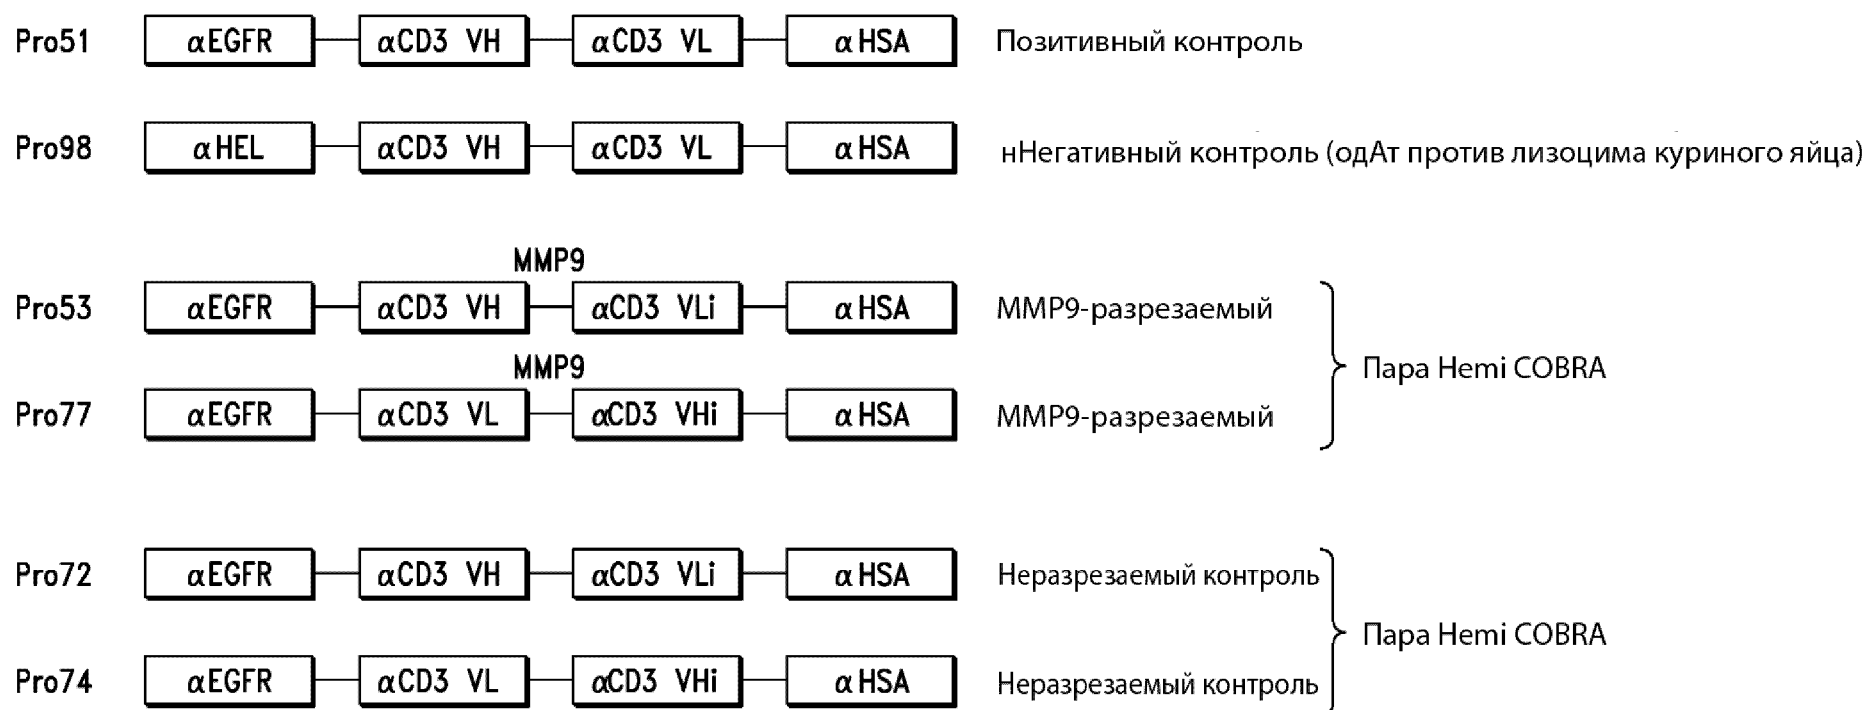 Pro51 αEGFR αCD3 VH αCD3 VL αHSA Позитивный контроль
Pro98 αHEL αCD3 VH αCD3 VL αHSA нНегативный контроль (одАт против лизоцима куриного яйца)
MMP9
Pro53 αEGFR αCD3 VH αCD3 VLi αHSA MMP9-разрезаемый
MMP9
Пара Hemi COBRA
Pro77 αEGFR αCD3 VL αCD3 VHi αHSA MMP9-разрезаемый
Pro72 αEGFR αCD3 VH αCD3 VLi αHSA Неразрезаемый контроль
Пара Hemi COBRA
Pro74 αEGFR αCD3 VL αCD3 VHi αHSA Неразрезаемый контроль